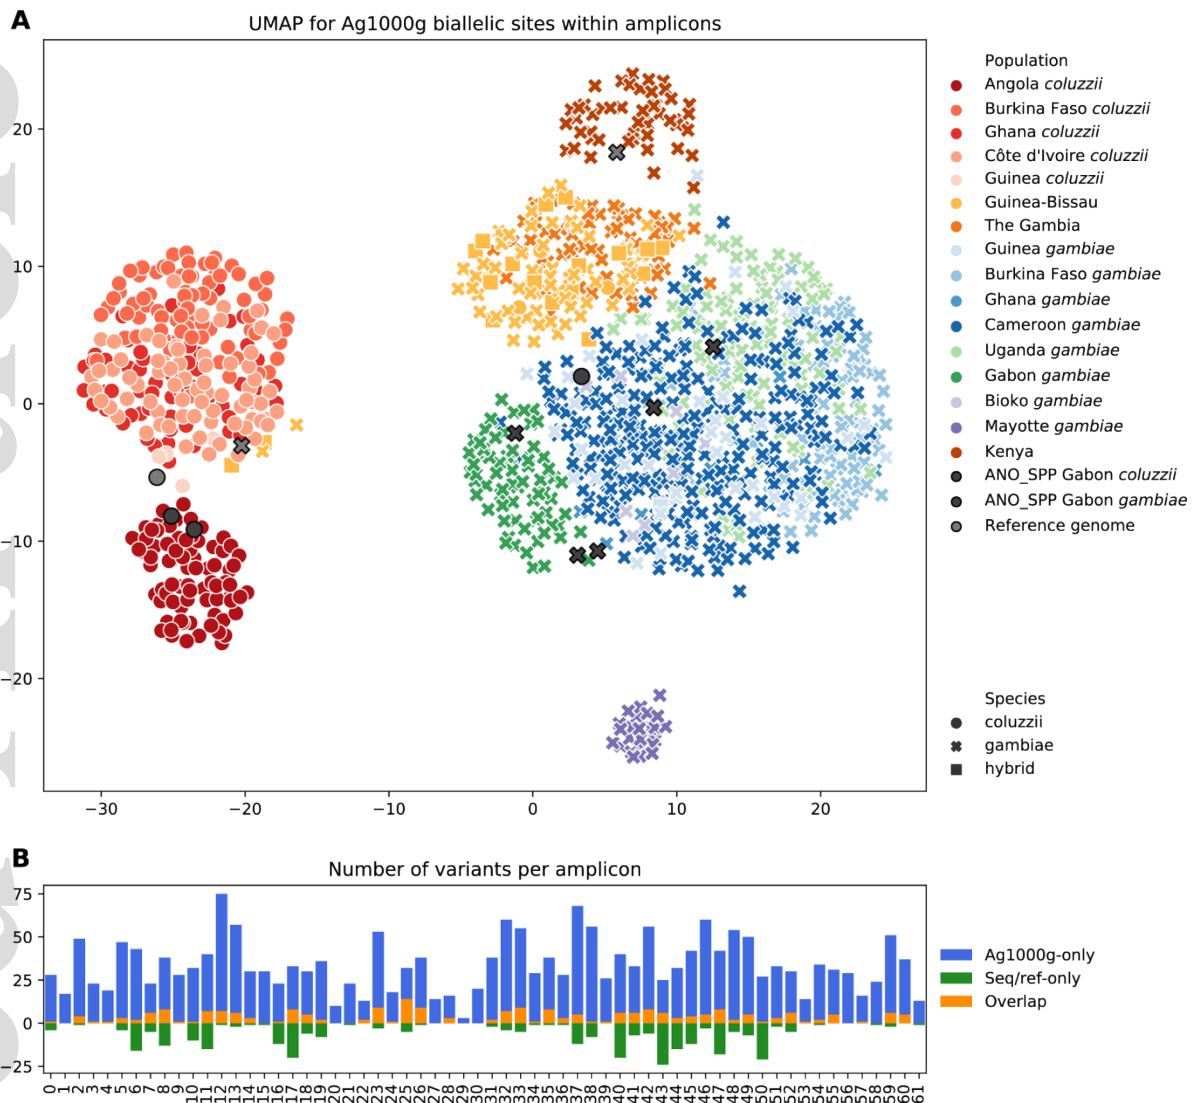 A
UMAP for Ag1000g biallelic sites within amplicons
20
10
0
−10
−20
−30
−20
−10
0
10
20
Population
Angola coluzzii
Burkina Faso coluzzii
Ghana coluzzii
Côte d'Ivoire coluzzii
Guinea coluzzii
Guinea-Bissau
The Gambia
Guinea gambiae
Burkina Faso gambiae
Ghana gambiae
Cameroon gambiae
Uganda gambiae
Gabon gambiae
Bioko gambiae
Mayotte gambiae
Kenya
ANO_SPP Gabon coluzzii
ANO_SPP Gabon gambiae
Reference genome
Species
coluzzii
gambiae
hybrid
B
Number of variants per amplicon
75
50
25
0
−25
0 1 2 3 4 5 6 7 8 9 10 11 12 13 14 15 16 17 18 19 20 21 22 23 24 25 26 27 28 29 30 31 32 33 34 35 36 37 38 39 40 41 42 43 44 45 46 47 48 49 50 51 52 53 54 55 56 57 58 59 60 61
Ag1000g-only
Seq/ref-only
Overlap